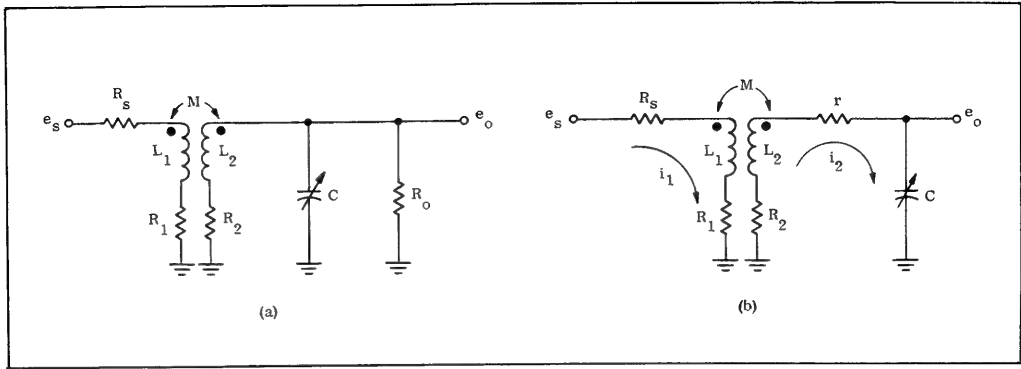 R_s
M
e_s
L_1
L_2
e_o
R_1
R_2
C
R_o
(a)
M
R_s
r
e_s
e_o
L_1
L_2
i_1
i_2
R_1
R_2
C
(b)